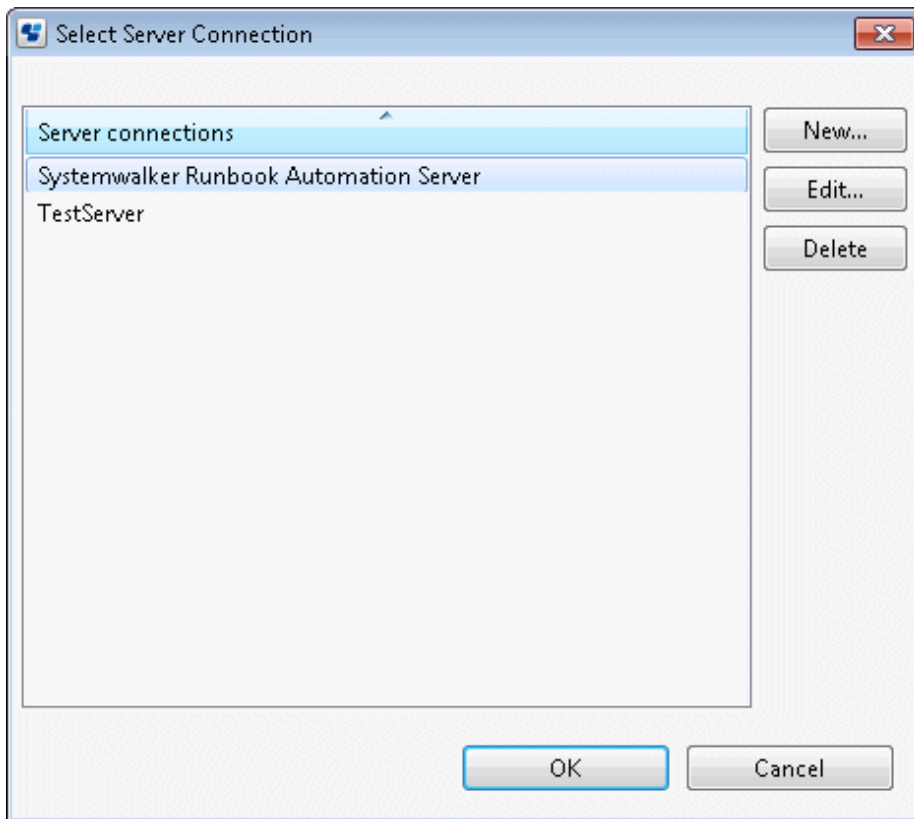 Select Server Connection
Server connections
New...
Systemwalker Runbook Automation Server
Edit...
TestServer
Delete
OK
Cancel